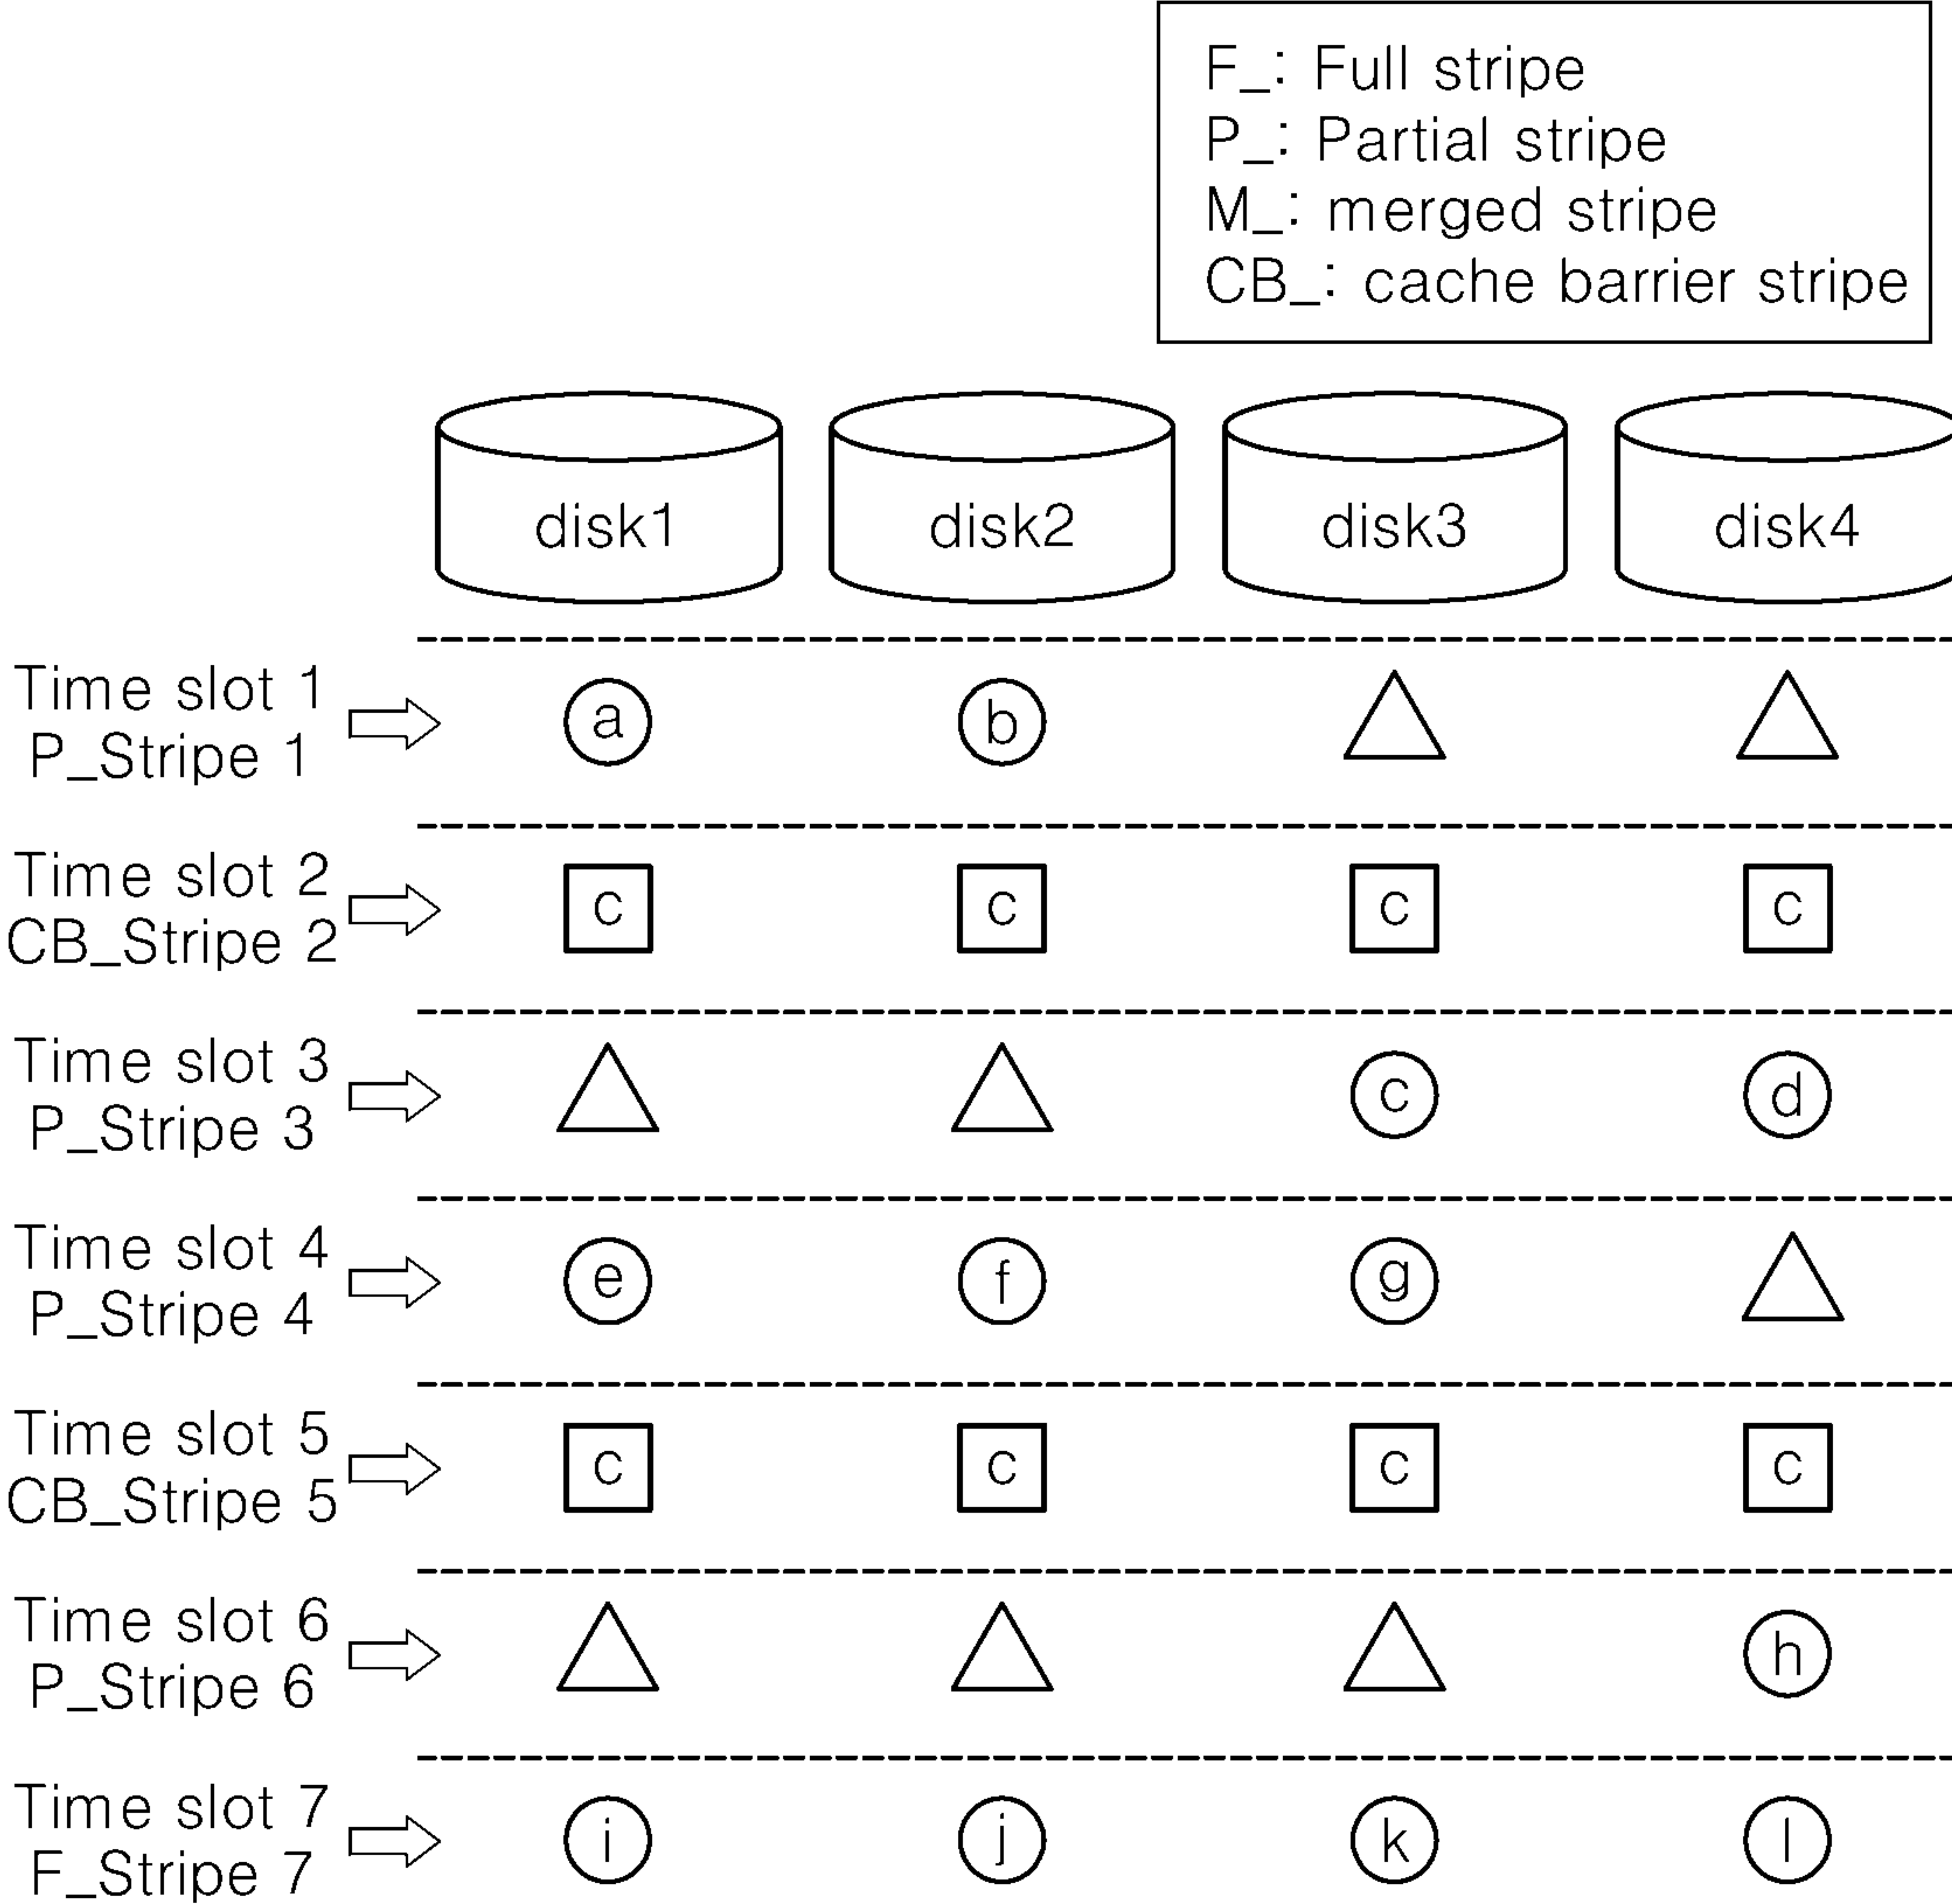 F_: Full stripe
P_: Partial stripe
M_: merged stripe
CB_: cache barrier stripe
disk1 disk2 disk3 disk4
Time slot 1
P_Stripe 1
a b
Time slot 2
CB_Stripe 2
c c c c
Time slot 3
P_Stripe 3
c d
Time slot 4
P_Stripe 4
e f g
Time slot 5
CB_Stripe 5
c c c c
Time slot 6
P_Stripe 6
h
Time slot 7
F_Stripe 7
i j k l